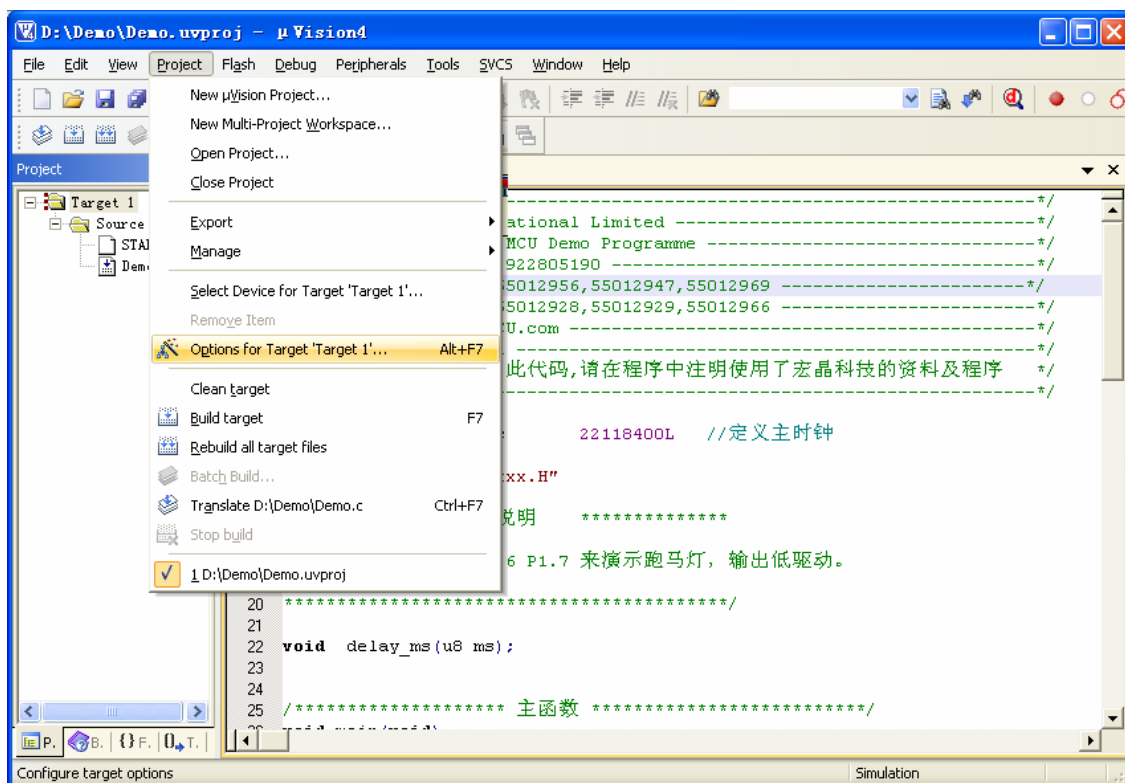 D:\Demo\Demo.uvproj - µVision4
File Edit View Project Flash Debug Peripherals Tools SVCS Window Help
New µVision Project...
New Multi-Project Workspace...
Open Project...
Close Project
Export
Manage
Select Device for Target 'Target 1'...
Remove Item
Options for Target 'Target 1'... Alt+F7
Clean target
Build target F7
Rebuild all target files
Batch Build...
Translate D:\Demo\Demo.c Ctrl+F7
Stop build
1 D:\Demo\Demo.uvproj
Project
Target 1
Source
STA
Demo
------------------------------------------------*/
ational Limited ----------------------------------*/
MCU Demo Programme -------------------------------*/
922805190 ----------------------------------------*/
55012956,55012947,55012969 -----------------------*/
55012928,55012929,55012966 ------------------------*/
U.com --------------------------------------------*/
------------------------------------------------*/
此代码,请在程序中注明使用了宏晶科技的资料及程序 */
------------------------------------------------*/
22118400L //定义主时钟
xx.H"
说明 **************
6 P1.7 来演示跑马灯，输出低驱动。
20 ******************************************/
21
22 void delay_ms(u8 ms);
23
24
25 /******************** 主函数 **************************/
P. B. {} F. 0 T.
Configure target options
Simulation